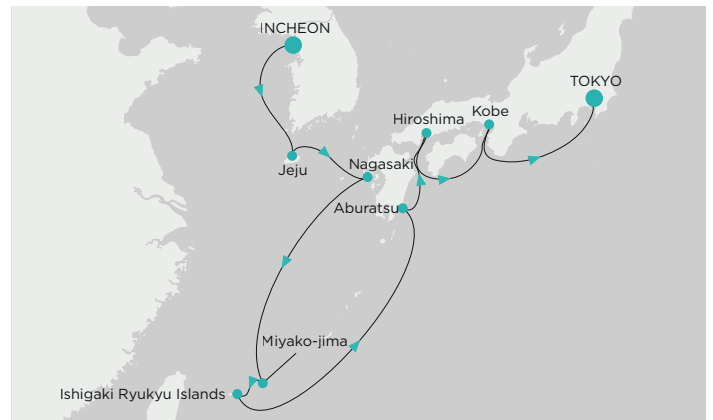 INCHEON
TOKYO
Kobe
Hiroshima
Nagasaki
Jeju
Aburatsu
Miyako-jima
Ishigaki Ryukyu Islands